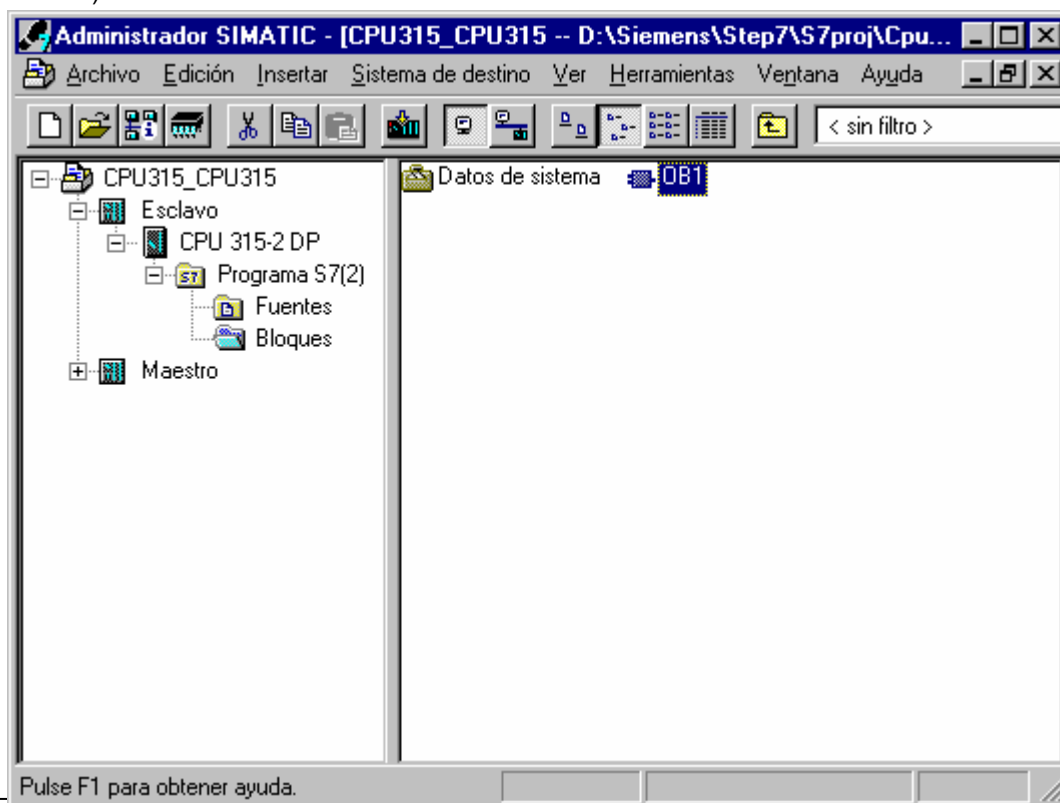 Administrador SIMATIC - [CPU315_CPU315 -- D:\Siemens\Step7\S7proj\Cpu...
Archivo Edición Insertar Sistema de destino Ver Herramientas Ventana Ayuda
< sin filtro >
CPU315_CPU315
Esclavo
CPU 315-2 DP
Programa S7(2)
Fuentes
Bloques
Maestro
Datos de sistema OB1
Pulse F1 para obtener ayuda.